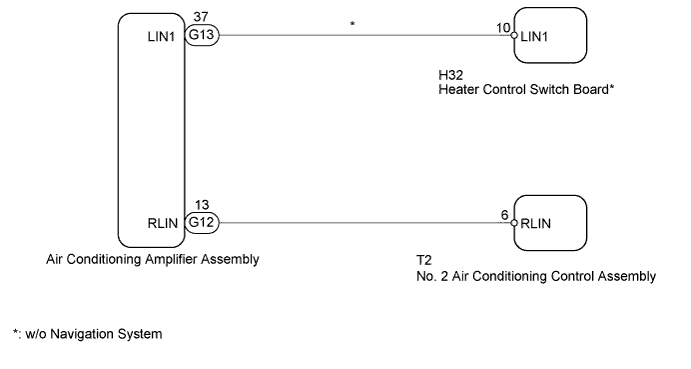 37
LIN1 G13 * 10 LIN1
H32
Heater Control Switch Board*
13
RLIN G12 6 RLIN
Air Conditioning Amplifier Assembly
T2
No. 2 Air Conditioning Control Assembly
*: w/o Navigation System